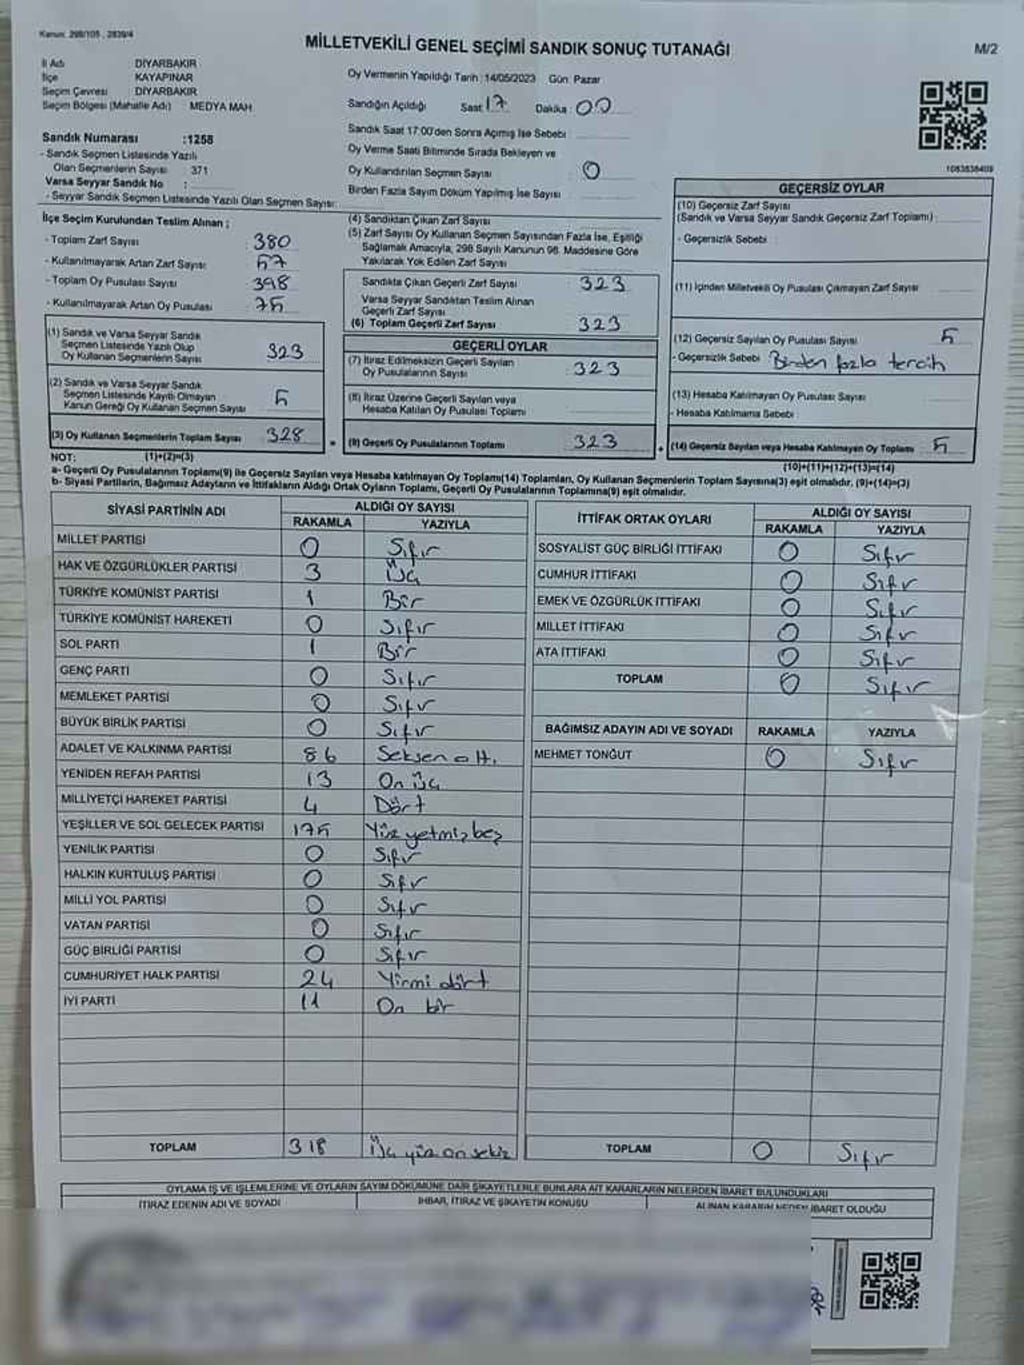 Kanun: 298/105 , 2839/4
MİLLETVEKİLİ GENEL SEÇİMİ SANDIK SONUÇ TUTANAĞI
M/2
İl Adı DİYARBAKIR
İlçe KAYAPINAR
Seçim Çevresi DİYARBAKIR
Seçim Bölgesi (Mahalle Adı) : MEDYA MAH
Sandık Numarası :1258
- Sandık Seçmen Listesinde Yazılı
Olan Seçmenlerin Sayısı 371
Varsa Seyyar Sandık No :
- Seyyar Sandık Seçmen Listesinde Yazılı Olan Seçmen Sayısı:
Oy Vermenin Yapıldığı Tarih :14/05/2023 Gün: Pazar
Sandığın Açıldığı Saat 17 Dakika : 00
Sandık Saat 17:00'den Sonra Açımış İse Sebebi :
Oy Verme Saati Bitiminde Sırada Bekleyen ve
Oy Kullandırılan Seçmen Sayısı : 0
Birden Fazla Sayım Döküm Yapılmış İse Sayısı :
1083838409
İlçe Seçim Kurulundan Teslim Alınan ;
- Toplam Zarf Sayısı : 380
- Kullanılmayarak Artan Zarf Sayısı: 57
- Toplam Oy Pusulası Sayısı : 398
- Kullanılmayarak Artan Oy Pusulası : 75
(1) Sandık ve Varsa Seyyar Sandık
Seçmen Listesinde Yazılı Olup
Oy Kullanan Seçmenlerin Sayısı 323
(2) Sandık ve Varsa Seyyar Sandık
Seçmen Listesinde Kayıtlı Olmayan
Kanun Gereği Oy Kullanan Seçmen Sayısı 5
(3) Oy Kullanan Seçmenlerin Toplam Sayısı 328
(4) Sandıktan Çıkan Zarf Sayısı
(5) Zarf Sayısı Oy Kullanan Seçmen Sayısından Fazla İse, Eşitliği
Sağlamak Amacıyla, 298 Sayılı Kanunun 98. Maddesine Göre
Yakılarak Yok Edilen Zarf Sayısı
Sandıkta Çıkan Geçerli Zarf Sayısı 323
Varsa Seyyar Sandıktan Teslim Alınan
Geçerli Zarf Sayısı
(6) Toplam Geçerli Zarf Sayısı 323
GEÇERLİ OYLAR
(7) İtiraz Edilmeksizin Geçerli Sayılan
Oy Pusulalarının Sayısı 323
(8) İtiraz Üzerine Geçerli Sayılan veya
Hesaba Katılan Oy Pusulası Toplamı
= (9) Geçerli Oy Pusulalarının Toplamı 323 +
GEÇERSİZ OYLAR
(10) Geçersiz Zarf Sayısı
(Sandık ve Varsa Seyyar Sandık Geçersiz Zarf Toplamı) :
- Geçersizlik Sebebi :
(11) İçinden Milletvekili Oy Pusulası Çıkmayan Zarf Sayısı
(12) Geçersiz Sayılan Oy Pusulası Sayısı 5
- Geçersizlik Sebebi Birden fazla tercih
(13) Hesaba Katılmayan Oy Pusulası Sayısı
- Hesaba Katılmama Sebebi :
(14) Geçersiz Sayılan veya Hesaba Katılmayan Oy Toplamı 5
NOT: (1)+(2)=(3)
(10)+(11)+(12)+(13)=(14)
a- Geçerli Oy Pusulalarının Toplamı(9) ile Geçersiz Sayılan veya Hesaba katılmayan Oy Toplamı(14) Toplamları, Oy Kullanan Seçmenlerin Toplam Sayısına(3) eşit olmalıdır. (9)+(14)=(3)
b- Siyasi Partilerin, Bağımsız Adayların ve İttifakların Aldığı Ortak Oyların Toplamı, Geçerli Oy Pusulalarının Toplamına(9) eşit olmalıdır.
SİYASİ PARTİNİN ADI ALDIĞI OY SAYISI
RAKAMLA YAZIYLA
MİLLET PARTİSİ 0 Sıfır
HAK VE ÖZGÜRLÜKLER PARTİSİ 3 Üç
TÜRKİYE KOMÜNİST PARTİSİ 1 Bir
TÜRKİYE KOMÜNİST HAREKETİ 0 Sıfır
SOL PARTİ 1 Bir
GENÇ PARTİ 0 Sıfır
MEMLEKET PARTİSİ 0 Sıfır
BÜYÜK BİRLİK PARTİSİ 0 Sıfır
ADALET VE KALKINMA PARTİSİ 86 Seksen altı
YENİDEN REFAH PARTİSİ 13 On üç
MİLLİYETÇİ HAREKET PARTİSİ 4 Dört
YEŞİLLER VE SOL GELECEK PARTİSİ 175 Yüz yetmiş beş
YENİLİK PARTİSİ 0 Sıfır
HALKIN KURTULUŞ PARTİSİ 0 Sıfır
MİLLİ YOL PARTİSİ 0 Sıfır
VATAN PARTİSİ 0 Sıfır
GÜÇ BİRLİĞİ PARTİSİ 0 Sıfır
CUMHURİYET HALK PARTİSİ 24 Yirmi dört
İYİ PARTİ 11 On bir
TOPLAM 318 Üç yüz on sekiz
İTTİFAK ORTAK OYLARI ALDIĞI OY SAYISI
RAKAMLA YAZIYLA
SOSYALİST GÜÇ BİRLİĞİ İTTİFAKI 0 Sıfır
CUMHUR İTTİFAKI 0 Sıfır
EMEK VE ÖZGÜRLÜK İTTİFAKI 0 Sıfır
MİLLET İTTİFAKI 0 Sıfır
ATA İTTİFAKI 0 Sıfır
TOPLAM 0 Sıfır
BAĞIMSIZ ADAYIN ADI VE SOYADI RAKAMLA YAZIYLA
MEHMET TONĞUT 0 Sıfır
TOPLAM 0 Sıfır
OYLAMA İŞ VE İŞLEMLERİNE VE OYLARIN SAYIM DÖKÜMÜNE DAİR ŞİKAYETLERLE BUNLARA AİT KARARLARIN NELERDEN İBARET BULUNDUKLARI
İTİRAZ EDENİN ADI VE SOYADI İHBAR, İTİRAZ VE ŞİKAYETİN KONUSU ALINAN KARARIN NEDEN İBARET OLDUĞU